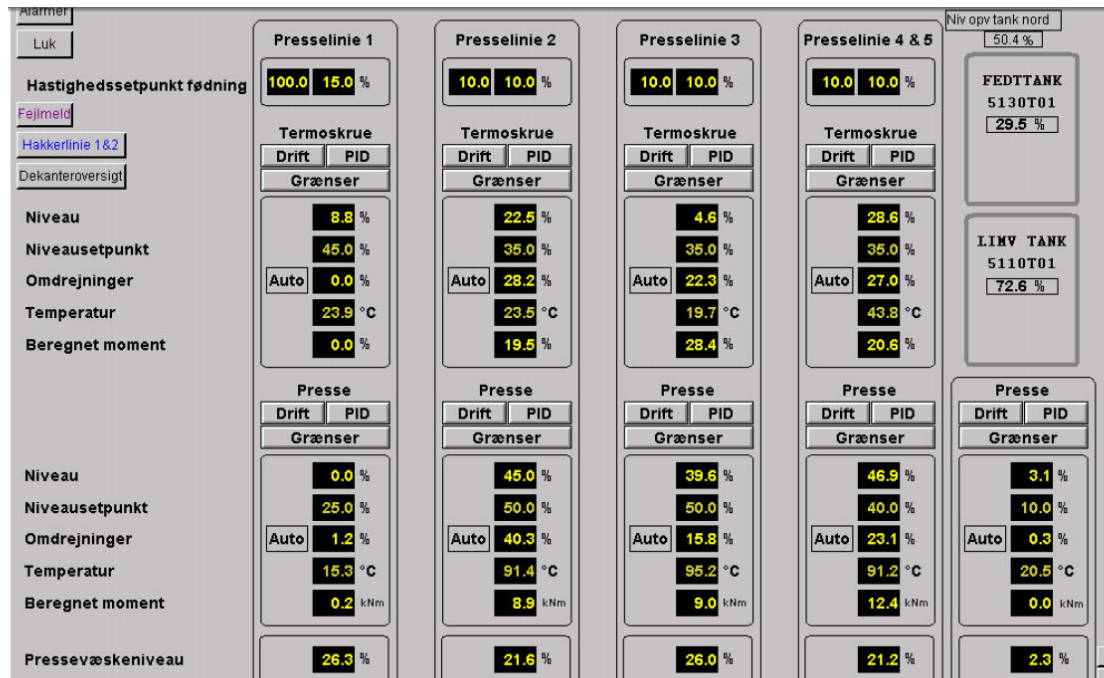 Alarmer
Niv opv tank nord
Luk Presselinie 1 Presselinie 2 Presselinie 3 Presselinie 4 & 5 50.4 %
Hastighedssetpunkt fødning 100.0 15.0 % 10.0 10.0 % 10.0 10.0 % 10.0 10.0 % FEDTTANK
5130T01
29.5 %
Fejlmeld
Termoskrue Termoskrue Termoskrue Termoskrue
Hakkerlinie 1&2 Drift PID Drift PID Drift PID Drift PID
Dekanteroversigt Grænser Grænser Grænser Grænser
Niveau 8.8 % 22.5 % 4.6 % 28.6 %
Niveausetpunkt 45.0 % 35.0 % 35.0 % 35.0 % LIMV TANK
5110T01
Omdrejninger Auto 0.0 % Auto 28.2 % Auto 22.3 % Auto 27.0 % 72.6 %
Temperatur 23.9 °C 23.5 °C 19.7 °C 43.8 °C
Beregnet moment 0.0 % 19.5 % 28.4 % 20.6 %
Presse Presse Presse Presse Presse
Drift PID Drift PID Drift PID Drift PID Drift PID
Grænser Grænser Grænser Grænser Grænser
Niveau 0.0 % 45.0 % 39.6 % 46.9 % 3.1 %
Niveausetpunkt 25.0 % 50.0 % 50.0 % 40.0 % 10.0 %
Omdrejninger Auto 1.2 % Auto 40.3 % Auto 15.8 % Auto 23.1 % Auto 0.3 %
Temperatur 15.3 °C 91.4 °C 95.2 °C 91.2 °C 20.5 °C
Beregnet moment 0.2 kNm 8.9 kNm 9.0 kNm 12.4 kNm 0.0 kNm
Pressevæskeniveau 26.3 % 21.6 % 26.0 % 21.2 % 2.3 %